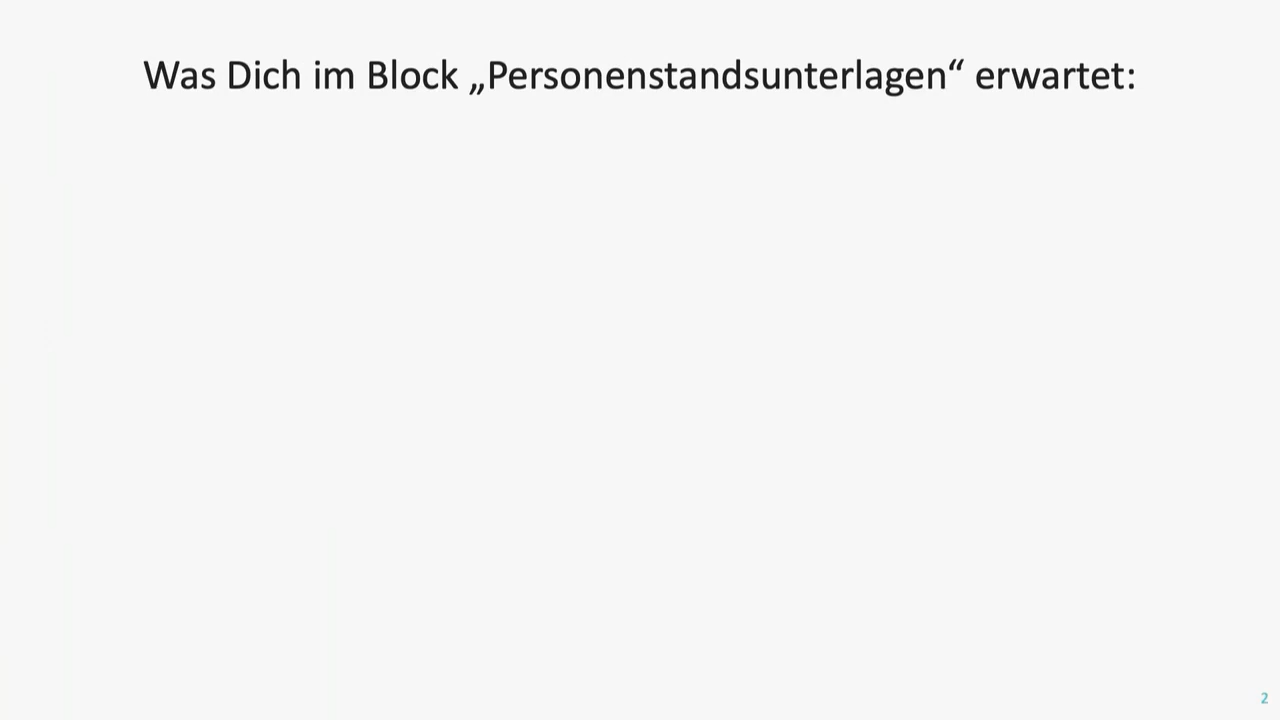 Was Dich im Block „Personenstandsunterlagen“ erwartet:
2